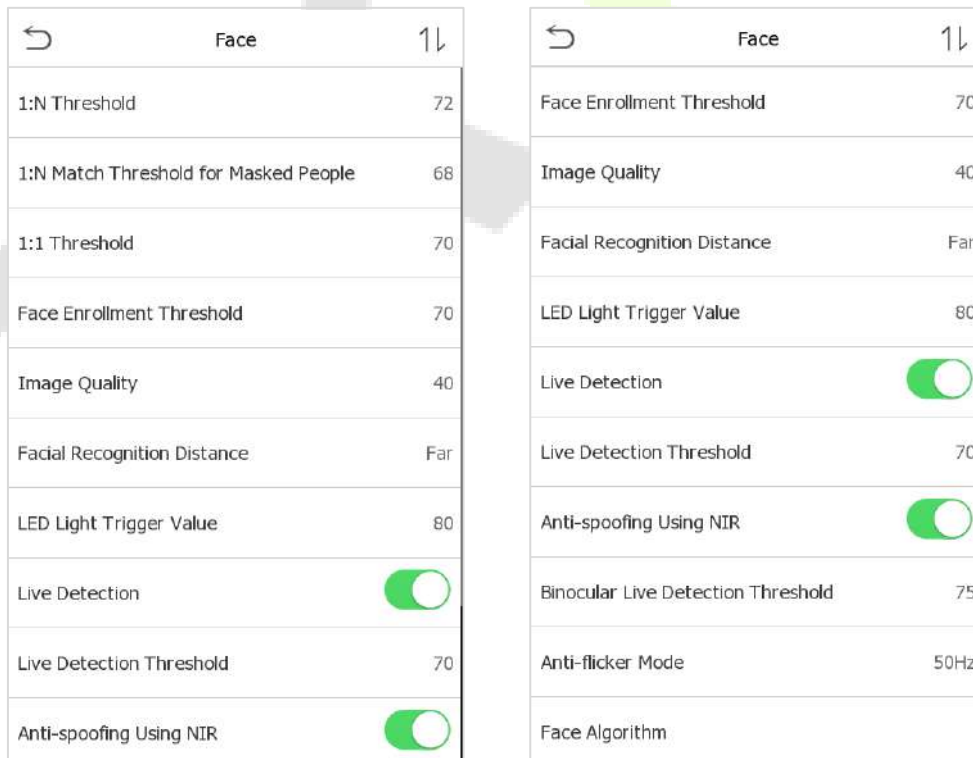 Face
1:N Threshold 72
1:N Match Threshold for Masked People 68
1:1 Threshold 70
Face Enrollment Threshold 70
Image Quality 40
Facial Recognition Distance Far
LED Light Trigger Value 80
Live Detection
Live Detection Threshold 70
Anti-spoofing Using NIR
Face
Face Enrollment Threshold 70
Image Quality 40
Facial Recognition Distance Far
LED Light Trigger Value 80
Live Detection
Live Detection Threshold 70
Anti-spoofing Using NIR
Binocular Live Detection Threshold 75
Anti-flicker Mode 50Hz
Face Algorithm